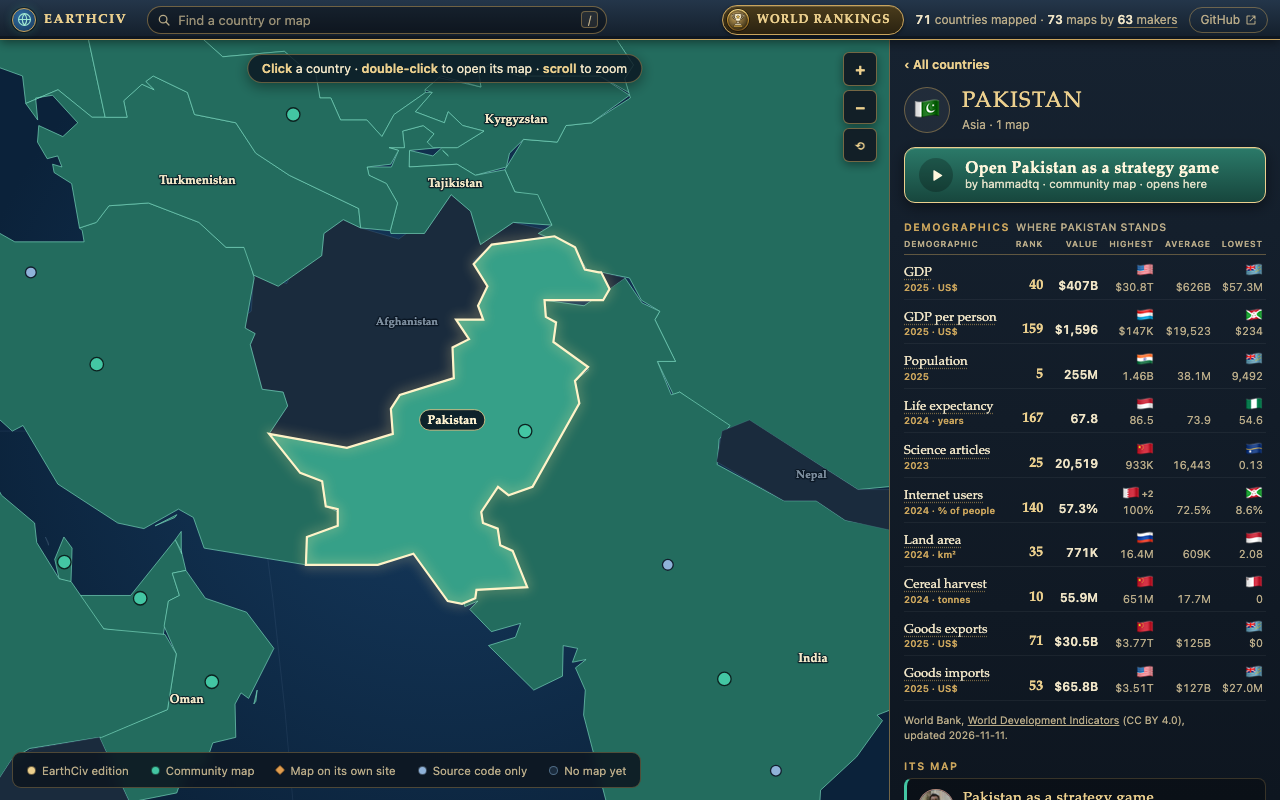 EARTHCIV
Find a country or map
/
WORLD RANKINGS
71 countries mapped · 73 maps by 63 makers
GitHub
Click a country · double-click to open its map · scroll to zoom
+
−
Kyrgyzstan
Turkmenistan
Tajikistan
Afghanistan
Pakistan
Nepal
India
Oman
EarthCiv edition
Community map
Map on its own site
Source code only
No map yet
‹ All countries
PAKISTAN
Asia · 1 map
Open Pakistan as a strategy game
by hammadtq · community map · opens here
DEMOGRAPHICS WHERE PAKISTAN STANDS
DEMOGRAPHIC RANK VALUE HIGHEST AVERAGE LOWEST
GDP
2025 · US$ 40 $407B $30.8T $626B $57.3M
GDP per person
2025 · US$ 159 $1,596 $147K $19,523 $234
Population
2025 5 255M 1.46B 38.1M 9,492
Life expectancy
2024 · years 167 67.8 86.5 73.9 54.6
Science articles
2023 25 20,519 933K 16,443 0.13
Internet users +2
2024 · % of people 140 57.3% 100% 72.5% 8.6%
Land area
2024 · km² 35 771K 16.4M 609K 2.08
Cereal harvest
2024 · tonnes 10 55.9M 651M 17.7M 0
Goods exports
2025 · US$ 71 $30.5B $3.77T $125B $0
Goods imports
2025 · US$ 53 $65.8B $3.51T $127B $27.0M
World Bank, World Development Indicators (CC BY 4.0),
updated 2026-11-11.
ITS MAP
Pakistan as a strategy game